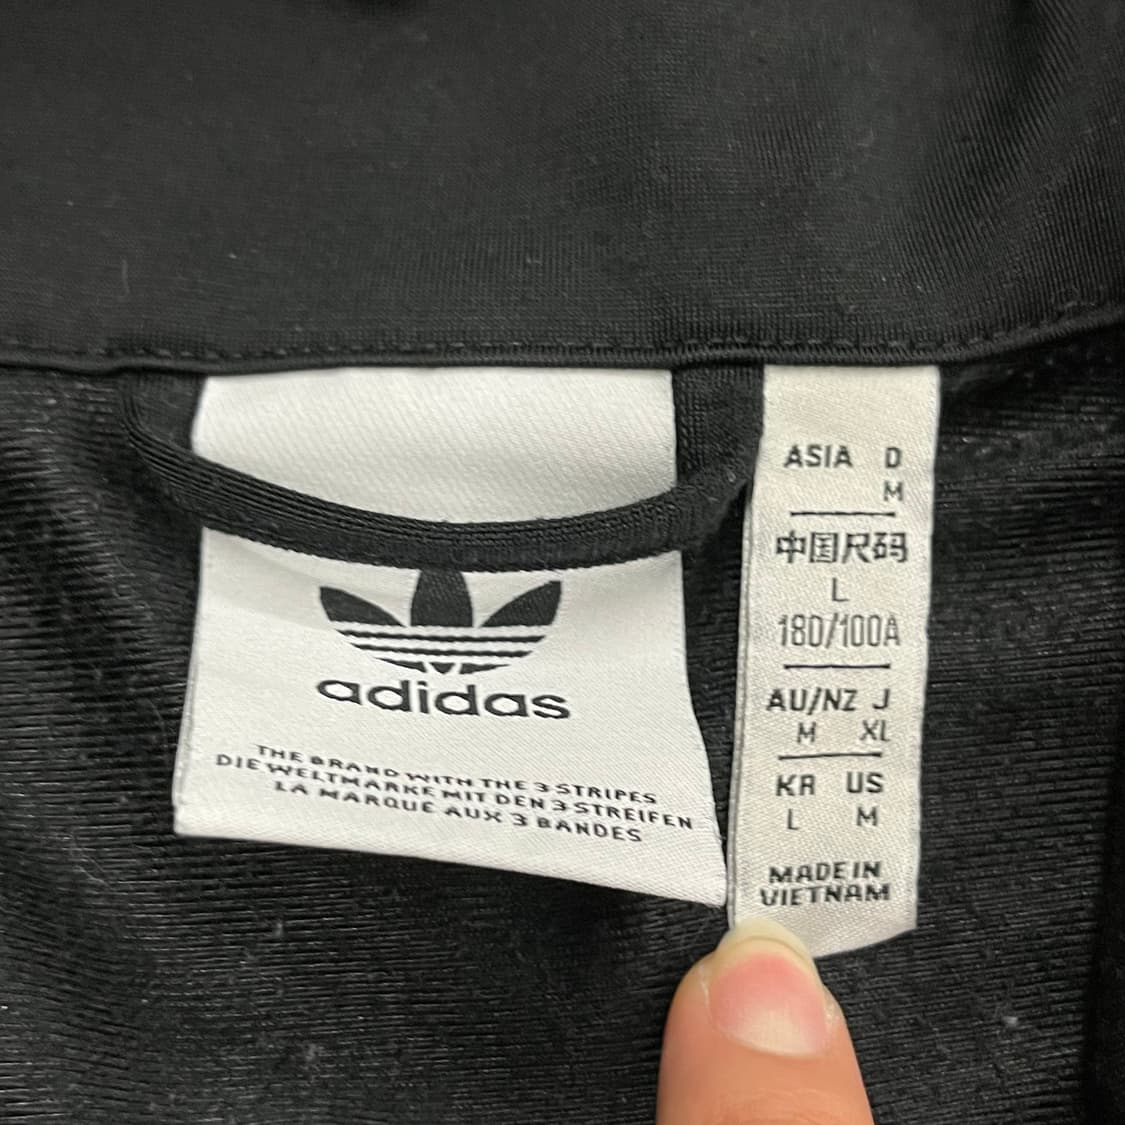 adidas
THE BRAND WITH THE 3 STRIPES
DIE WELTMARKE MIT DEN 3 STREIFEN
LA MARQUE AUX 3 BANDES
ASIA D
M
中国尺码
L
180/100A
AU/NZ J
M XL
KR US
L M
MADE IN
VIETNAM